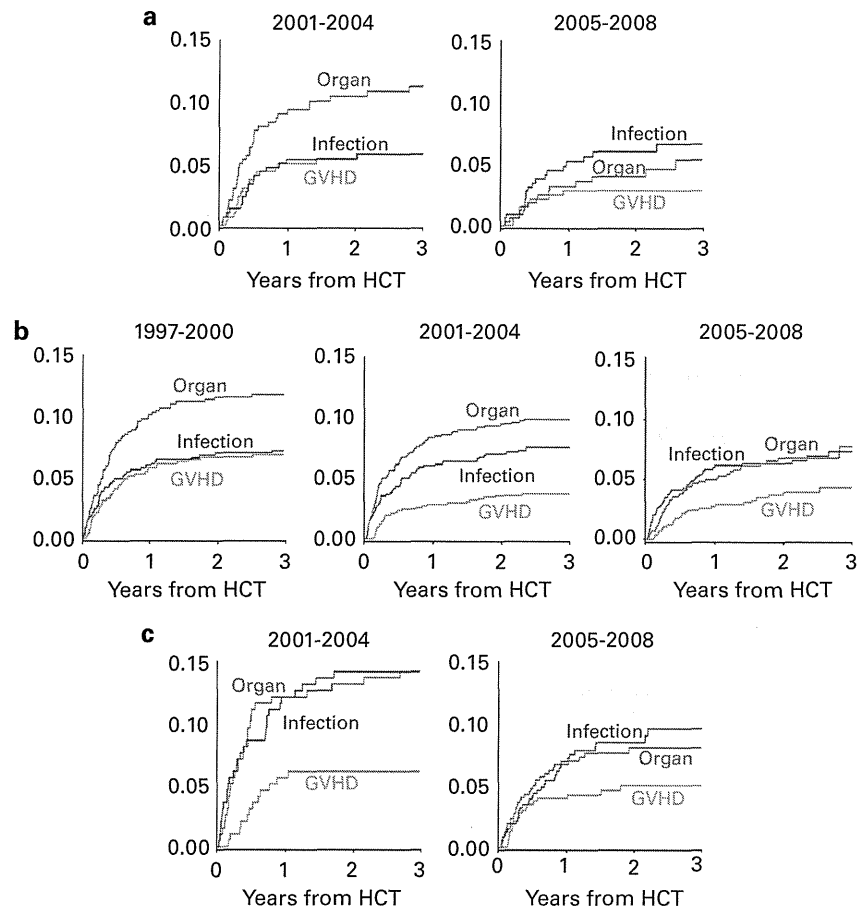 a
2001-2004
2005-2008
0.15
0.10
0.05
0.00
Organ
Infection
GVHD
0 1 2 3
Years from HCT
0.15
0.10
0.05
0.00
Infection
Organ
GVHD
0 1 2 3
Years from HCT
b
1997-2000
2001-2004
2005-2008
0.15
0.10
0.05
0.00
Organ
Infection
GVHD
0 1 2 3
Years from HCT
0.15
0.10
0.05
0.00
Organ
Infection
GVHD
0 1 2 3
Years from HCT
0.15
0.10
0.05
0.00
Infection
Organ
GVHD
0 1 2 3
Years from HCT
c
2001-2004
2005-2008
0.15
0.10
0.05
0.00
Organ
Infection
GVHD
0 1 2 3
Years from HCT
0.15
0.10
0.05
0.00
Infection
Organ
GVHD
0 1 2 3
Years from HCT